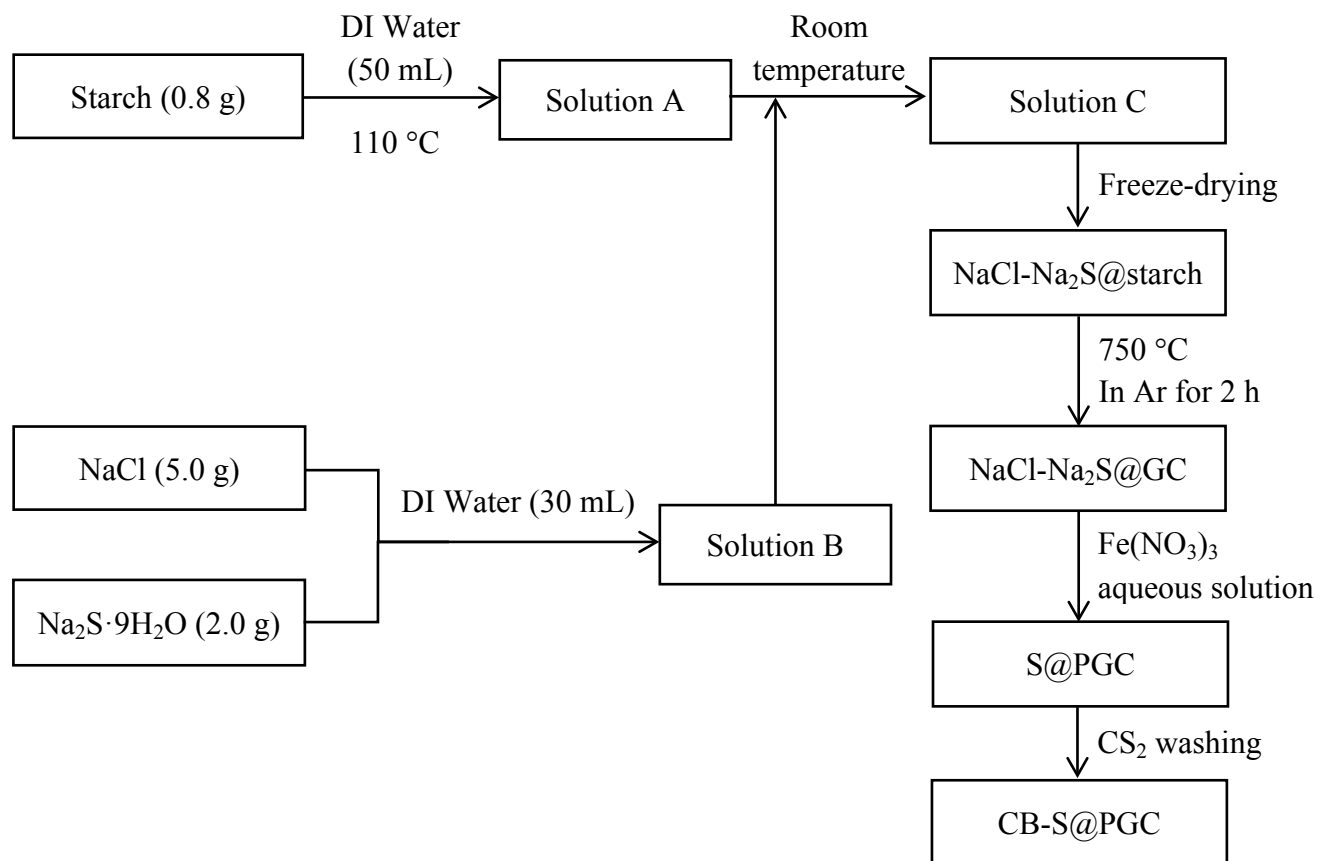 DI Water
(50 mL)
110 °C
Room
temperature
Starch (0.8 g)
Solution A
Solution C
Freeze-drying
NaCl-Na₂S@starch
750 °C
In Ar for 2 h
NaCl (5.0 g)
DI Water (30 mL)
Na₂S·9H₂O (2.0 g)
Solution B
NaCl-Na₂S@GC
Fe(NO₃)₃
aqueous solution
S@PGC
CS₂ washing
CB-S@PGC